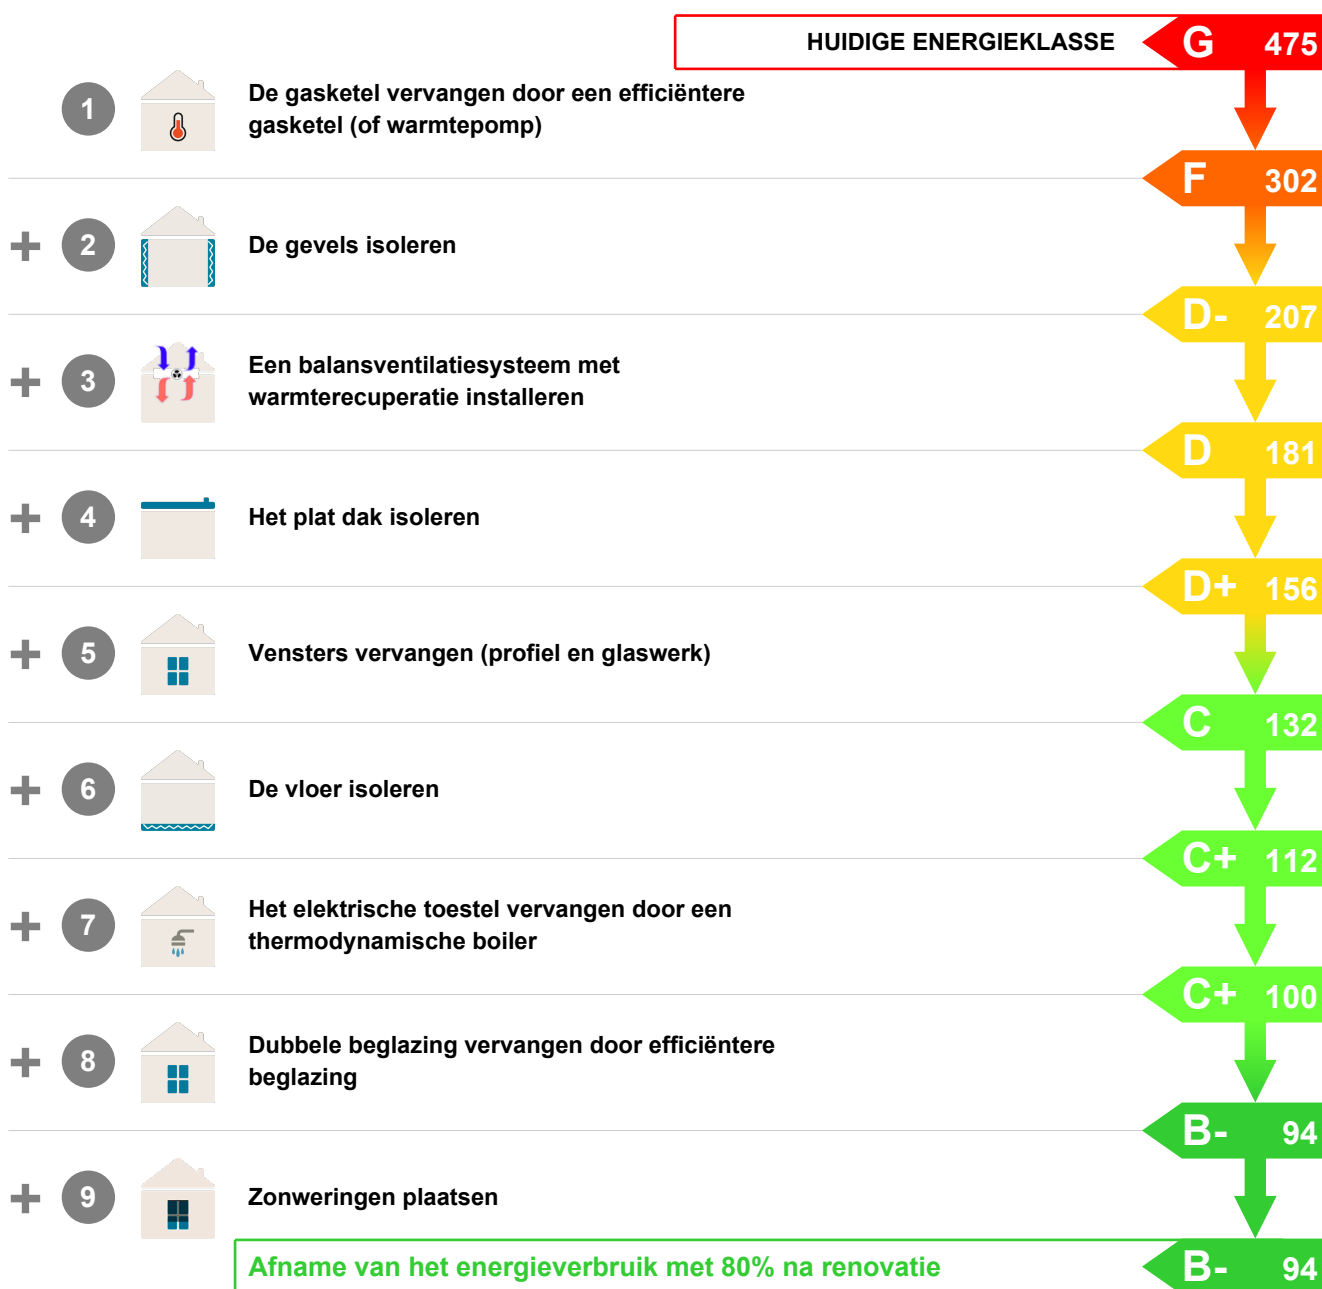 HUIDIGE ENERGIEKLASSE G 475
1 De gasketel vervangen door een efficiëntere
gasketel (of warmtepomp)
F 302
+ 2 De gevels isoleren
D- 207
+ 3 Een balansventilatiesysteem met
warmterecuperatie installeren
D 181
+ 4 Het plat dak isoleren
D+ 156
+ 5 Vensters vervangen (profiel en glaswerk)
C 132
+ 6 De vloer isoleren
C+ 112
+ 7 Het elektrische toestel vervangen door een
thermodynamische boiler
C+ 100
+ 8 Dubbele beglazing vervangen door efficiëntere
beglazing
B- 94
+ 9 Zonweringen plaatsen
Afname van het energieverbruik met 80% na renovatie B- 94